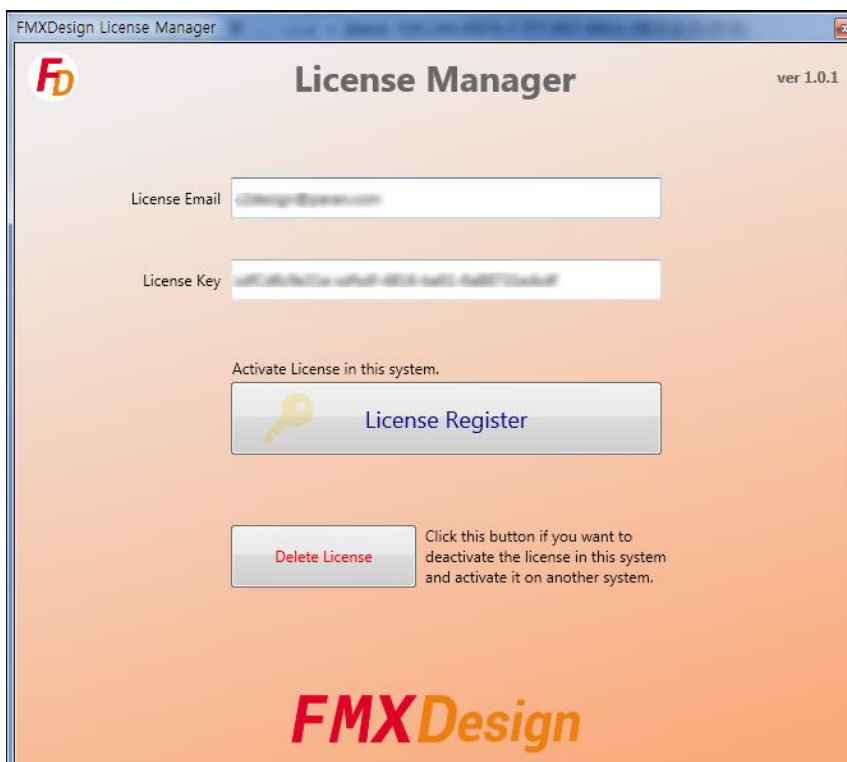 FMXDesign License Manager
FD
License Manager
ver 1.0.1
License Email
License Key
Activate License in this system.
License Register
Delete License
Click this button if you want to
deactivate the license in this system
and activate it on another system.
FMXDesign